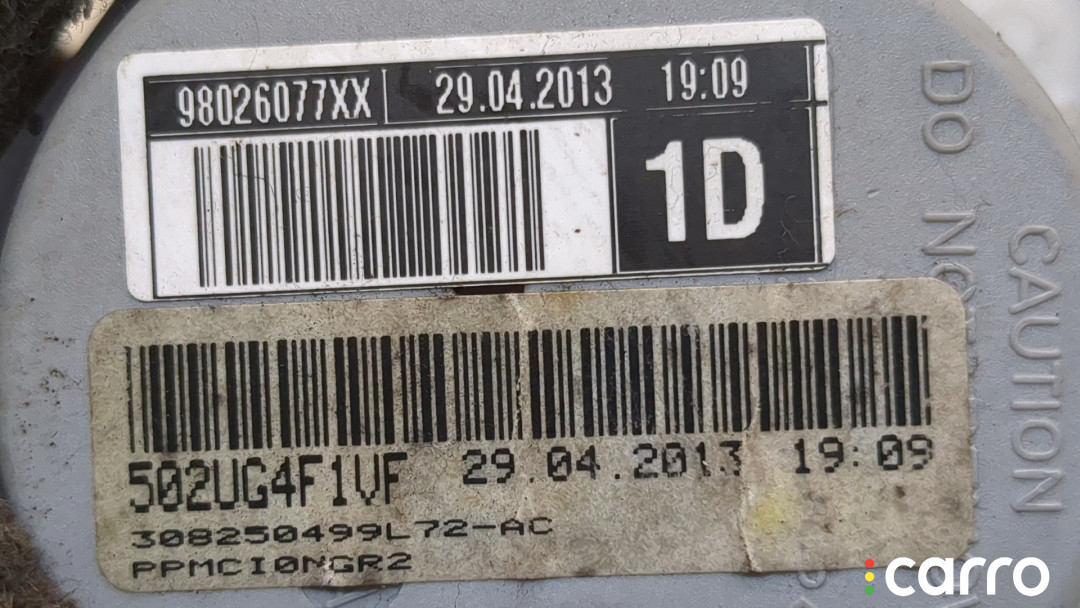 98026077XX 29.04.2013 19:09
1D
502UG4F1VF 29.04.2013 19:09
308250499L72-AC
PPMCI0NGR2
CAUTION
DO NOT
carro